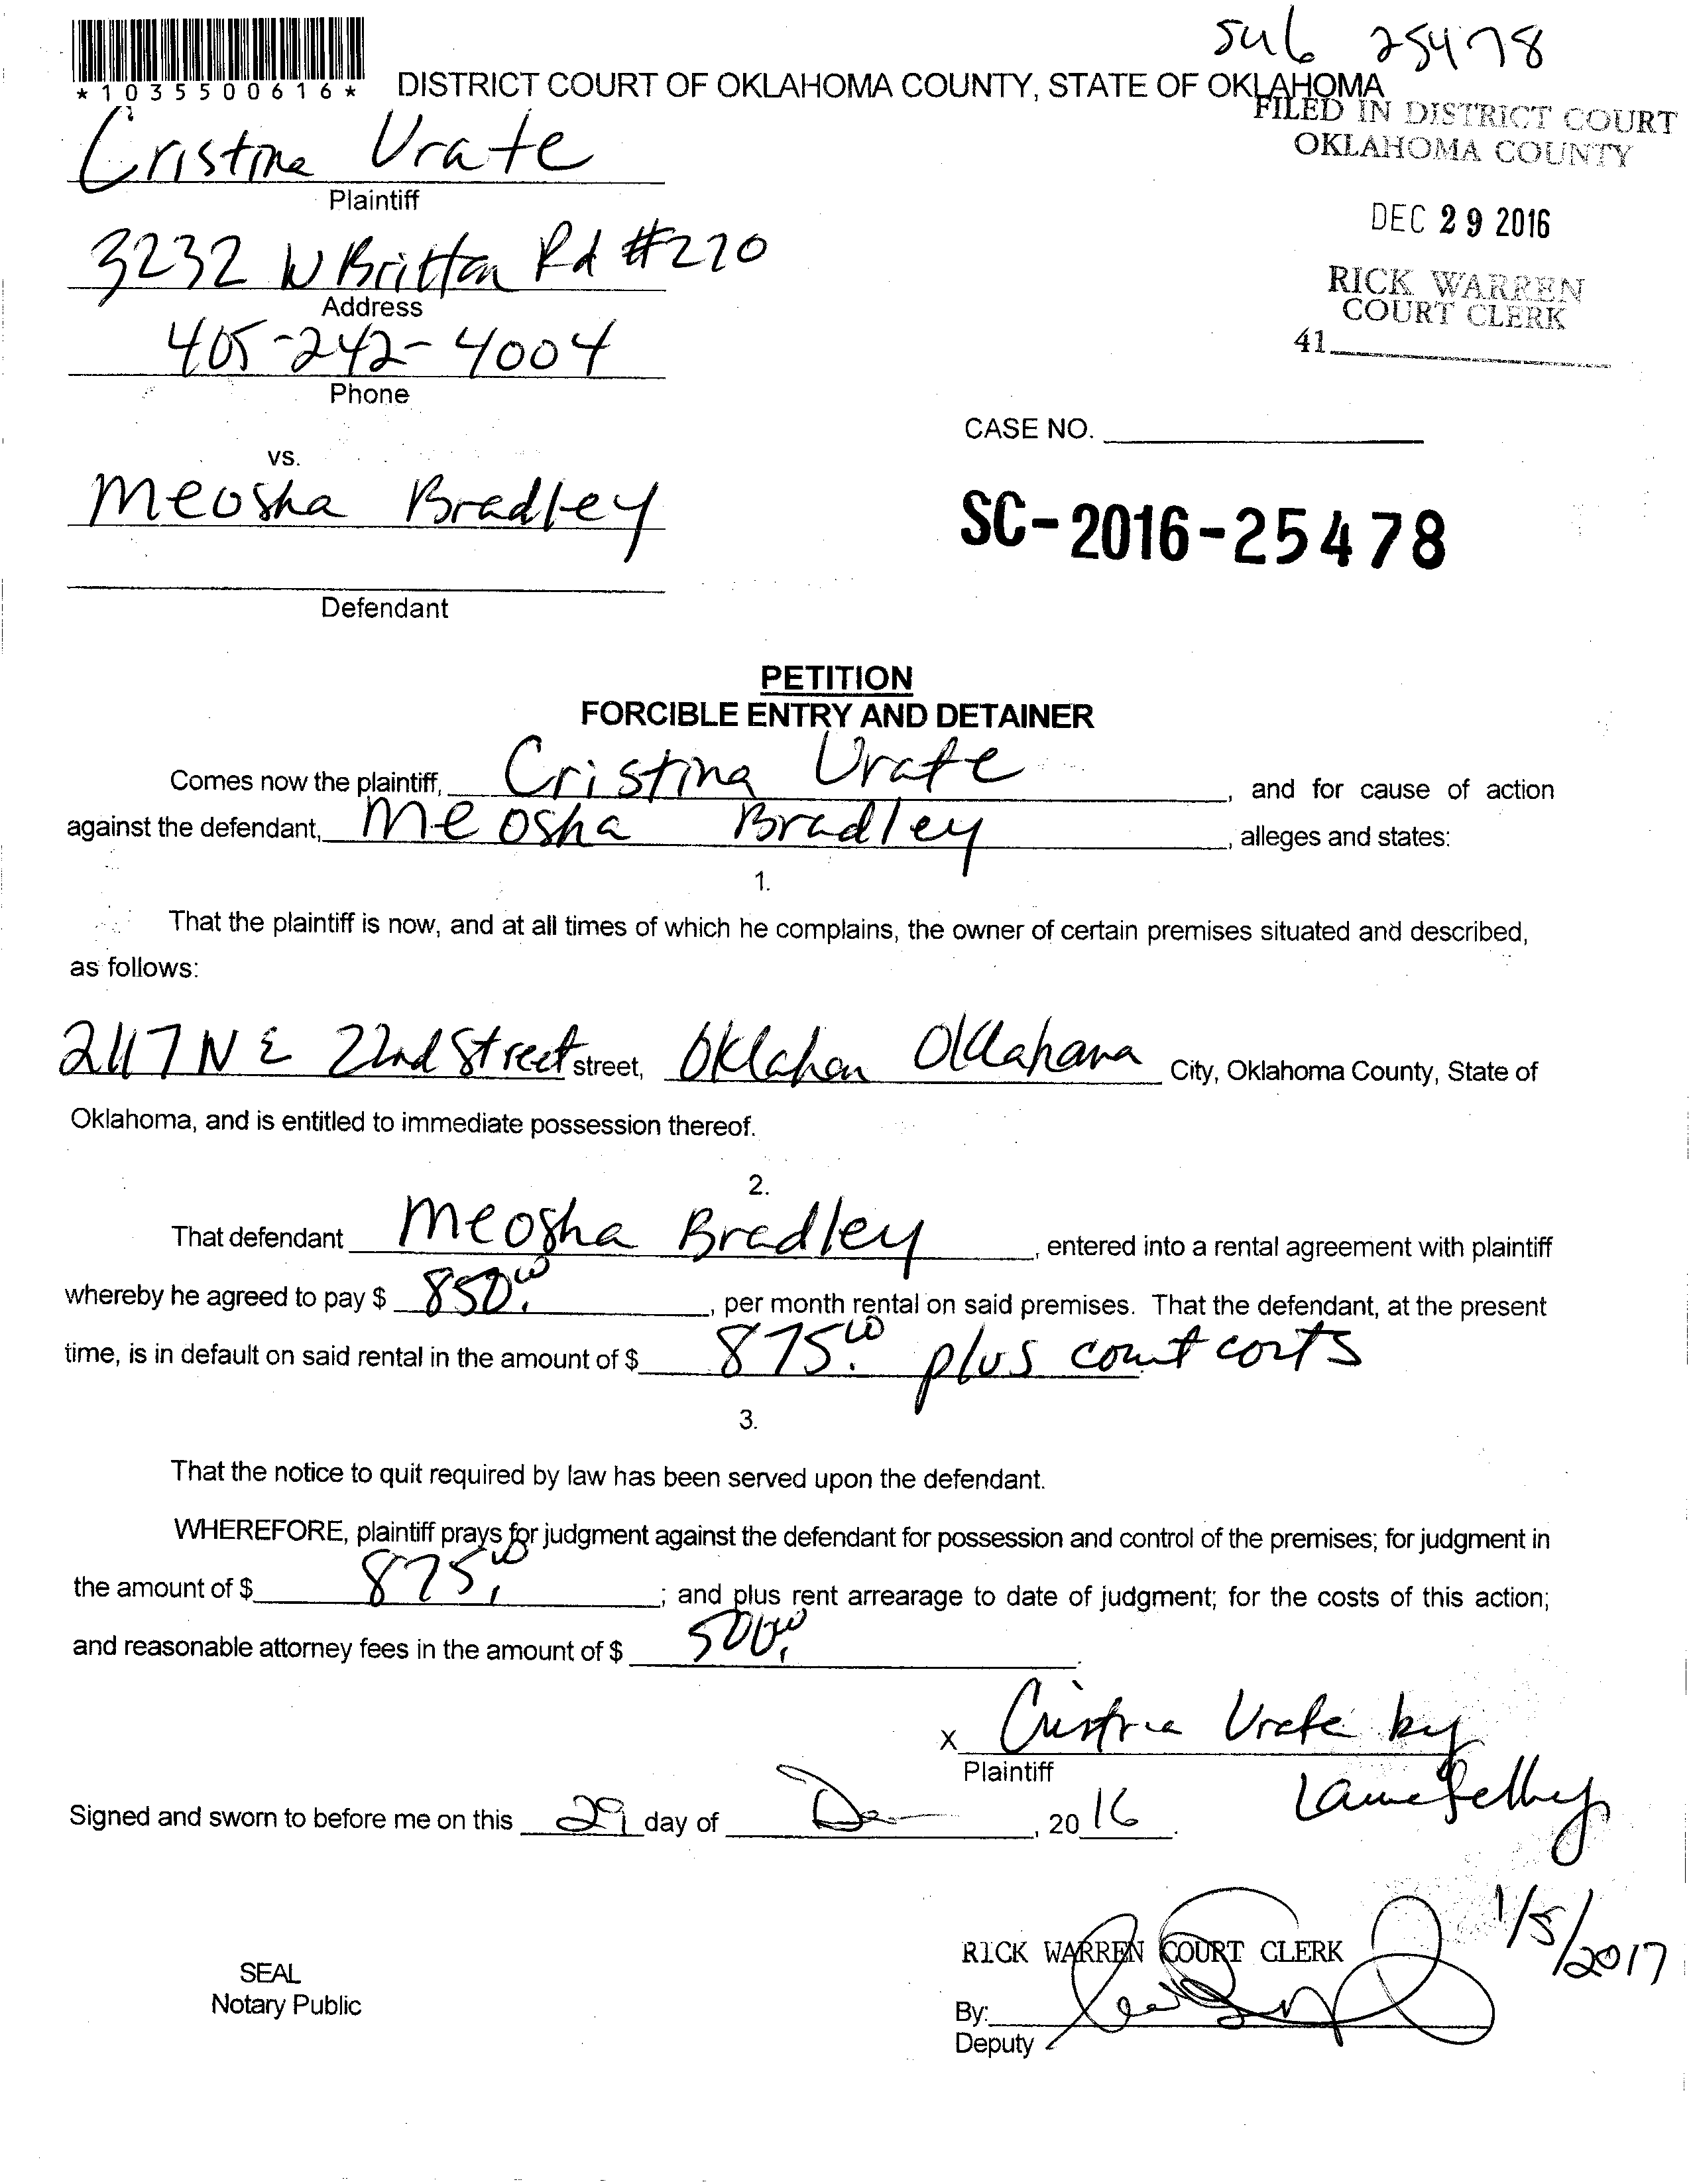 Sub 25478
*1035500616*
DISTRICT COURT OF OKLAHOMA COUNTY, STATE OF OKLAHOMA
FILED IN DISTRICT COURT
OKLAHOMA COUNTY
DEC 29 2016
RICK WARREN
COURT CLERK
41
Cristina Urate
Plaintiff
3232 W Britton Rd #220
Address
405-242-4004
Phone
CASE NO.
vs.
Meosha Bradley
SC-2016-25478
Defendant
PETITION
FORCIBLE ENTRY AND DETAINER
Comes now the plaintiff, Cristina Urate, and for cause of action
against the defendant, Meosha Bradley, alleges and states:
1.
That the plaintiff is now, and at all times of which he complains, the owner of certain premises situated and described,
as follows:
2117 NE 22nd Street street, Oklahom Oklahoma City, Oklahoma County, State of
Oklahoma, and is entitled to immediate possession thereof.
2.
That defendant Meosha Bradley, entered into a rental agreement with plaintiff
whereby he agreed to pay $ 850.00, per month rental on said premises. That the defendant, at the present
time, is in default on said rental in the amount of $ 875.00 plus court costs
3.
That the notice to quit required by law has been served upon the defendant.
WHEREFORE, plaintiff prays for judgment against the defendant for possession and control of the premises; for judgment in
the amount of $ 875.00; and plus rent arrearage to date of judgment; for the costs of this action;
and reasonable attorney fees in the amount of $ 500.00.
X Cristina Urate by
Plaintiff
Signed and sworn to before me on this 29 day of Dec, 2016.
1/5/2017
RICK WARREN COURT CLERK
SEAL
Notary Public
By:
Deputy